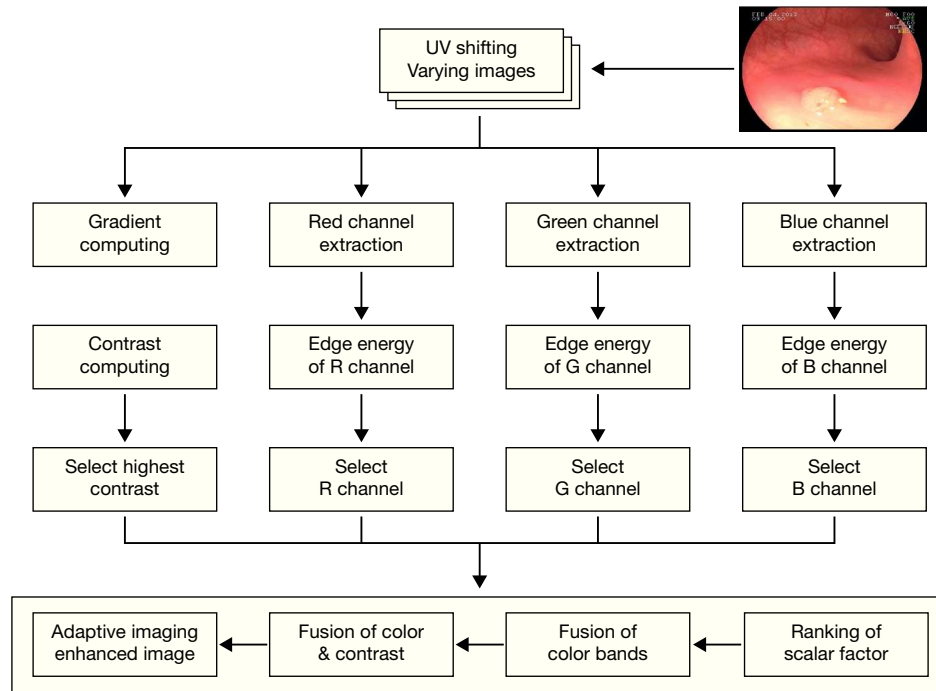 UV shifting
Varying images
Gradient
computing
Red channel
extraction
Green channel
extraction
Blue channel
extraction
Contrast
computing
Edge energy
of R channel
Edge energy
of G channel
Edge energy
of B channel
Select highest
contrast
Select
R channel
Select
G channel
Select
B channel
Adaptive imaging
enhanced image
Fusion of color
& contrast
Fusion of
color bands
Ranking of
scalar factor